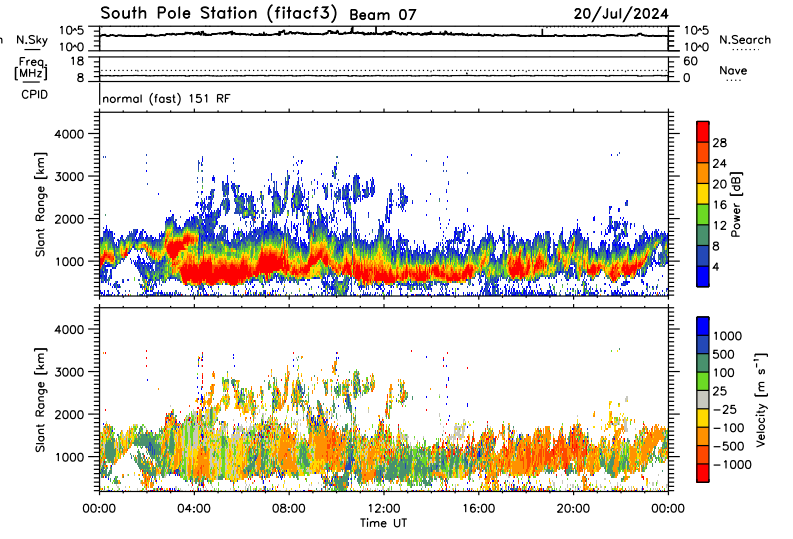 South Pole Station (fitacf3) Beam 07 20/Jul/2024
N.Sky 10^5 10^0 10^5 10^0 N.Search
Freq. [MHz] 18 8 60 0 Nave
CPID normal (fast) 151 RF
Slant Range [km] 4000 3000 2000 1000
28 24 20 16 12 8 4 Power [dB]
Slant Range [km] 4000 3000 2000 1000
1000 500 100 25 -25 -100 -500 -1000 Velocity [m s⁻¹]
00:00 04:00 08:00 12:00 16:00 20:00 00:00
Time UT